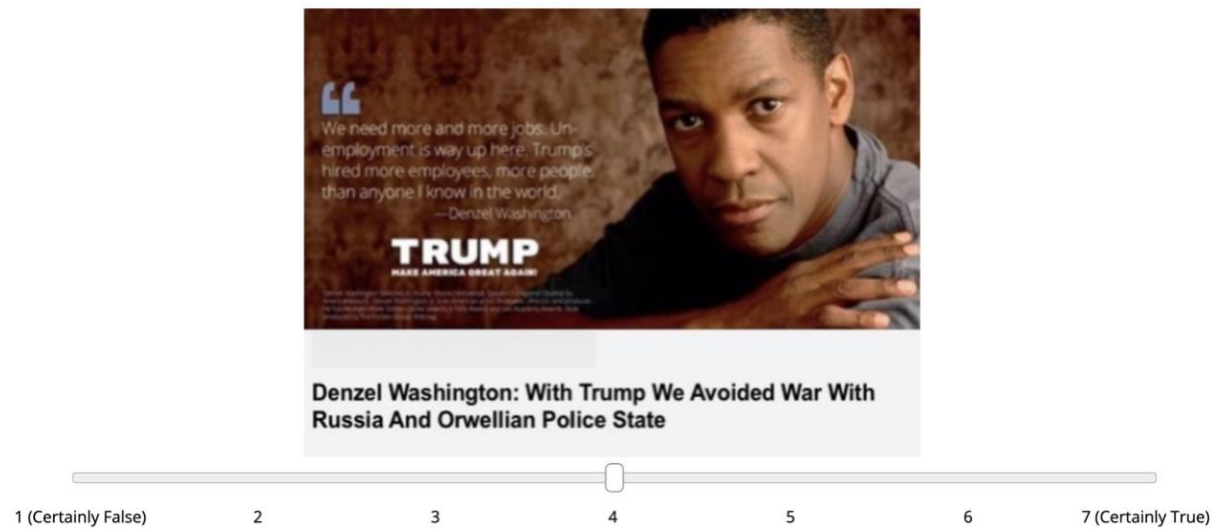 “
We need more and more jobs. Un-
employment is way up here. Trump's
hired more employees, more people,
than anyone I know in the world.
—Denzel Washington
TRUMP
MAKE AMERICA GREAT AGAIN!
Denzel Washington: With Trump We Avoided War With
Russia And Orwellian Police State
1 (Certainly False) 2 3 4 5 6 7 (Certainly True)